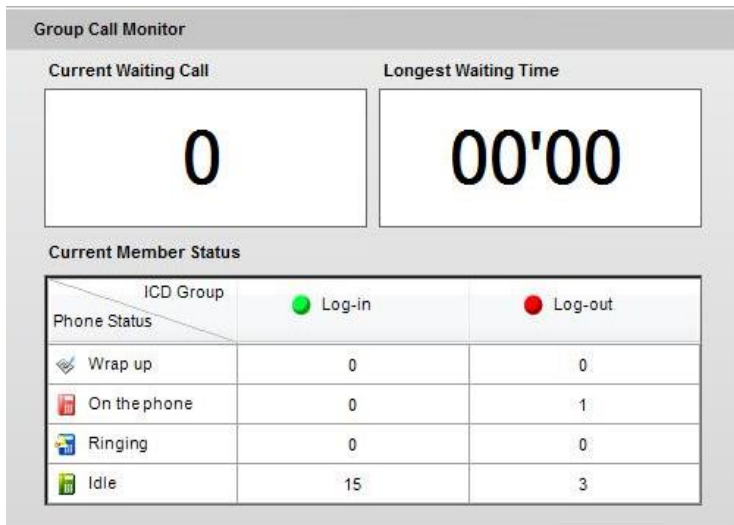 Group Call Monitor
Current Waiting Call Longest Waiting Time
0 00'00
Current Member Status
ICD Group
Phone Status
Log-in Log-out
Wrap up 0 0
On the phone 0 1
Ringing 0 0
Idle 15 3